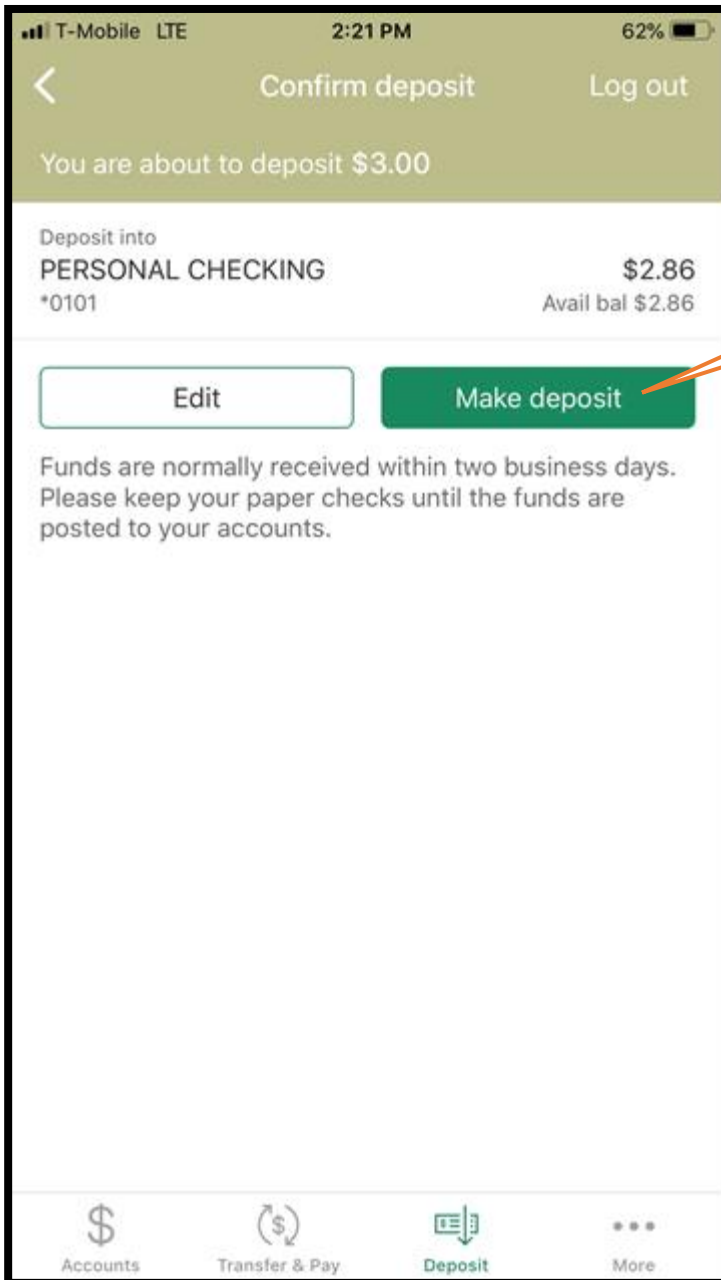 T-Mobile LTE 2:21 PM 62%
Confirm deposit Log out
You are about to deposit $3.00
Deposit into
PERSONAL CHECKING $2.86
*0101 Avail bal $2.86
Edit Make deposit
Funds are normally received within two business days.
Please keep your paper checks until the funds are
posted to your accounts.
Accounts Transfer & Pay Deposit More